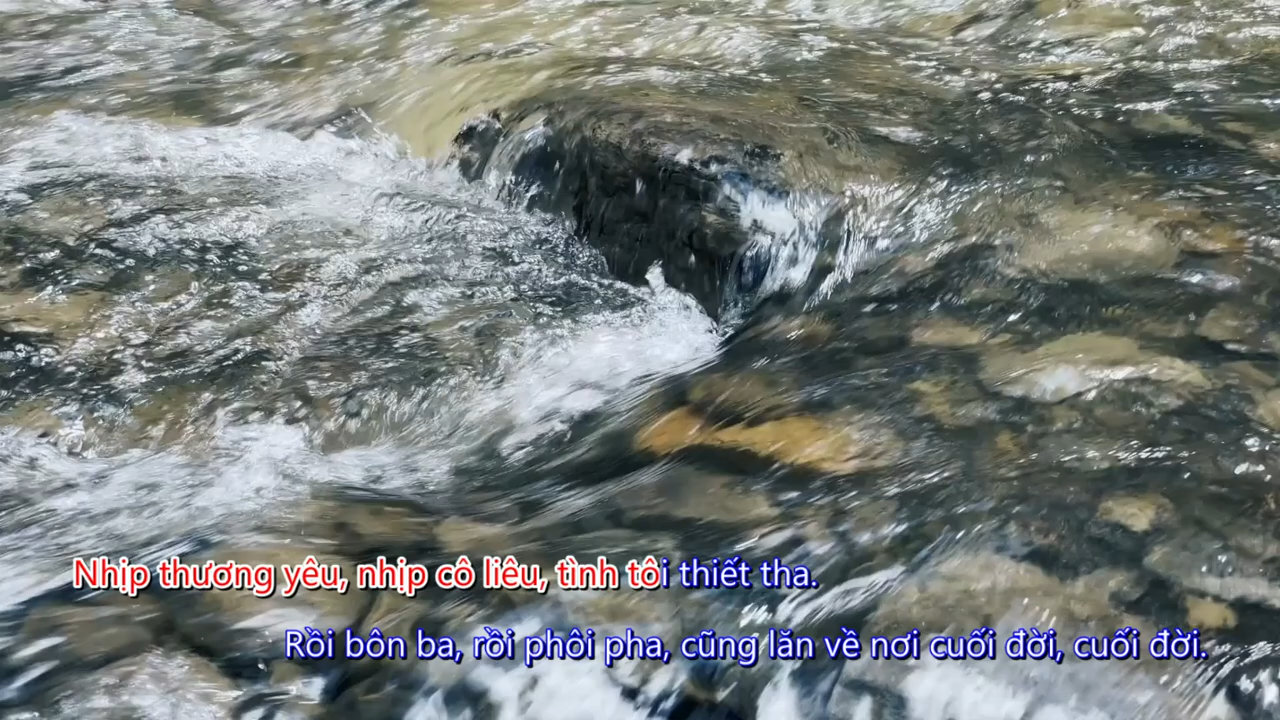 Nhịp thương yêu, nhịp cô liêu, tình tôi thiết tha.
Rồi bôn ba, rồi phôi pha, cũng lăn về nơi cuối đời, cuối đời.